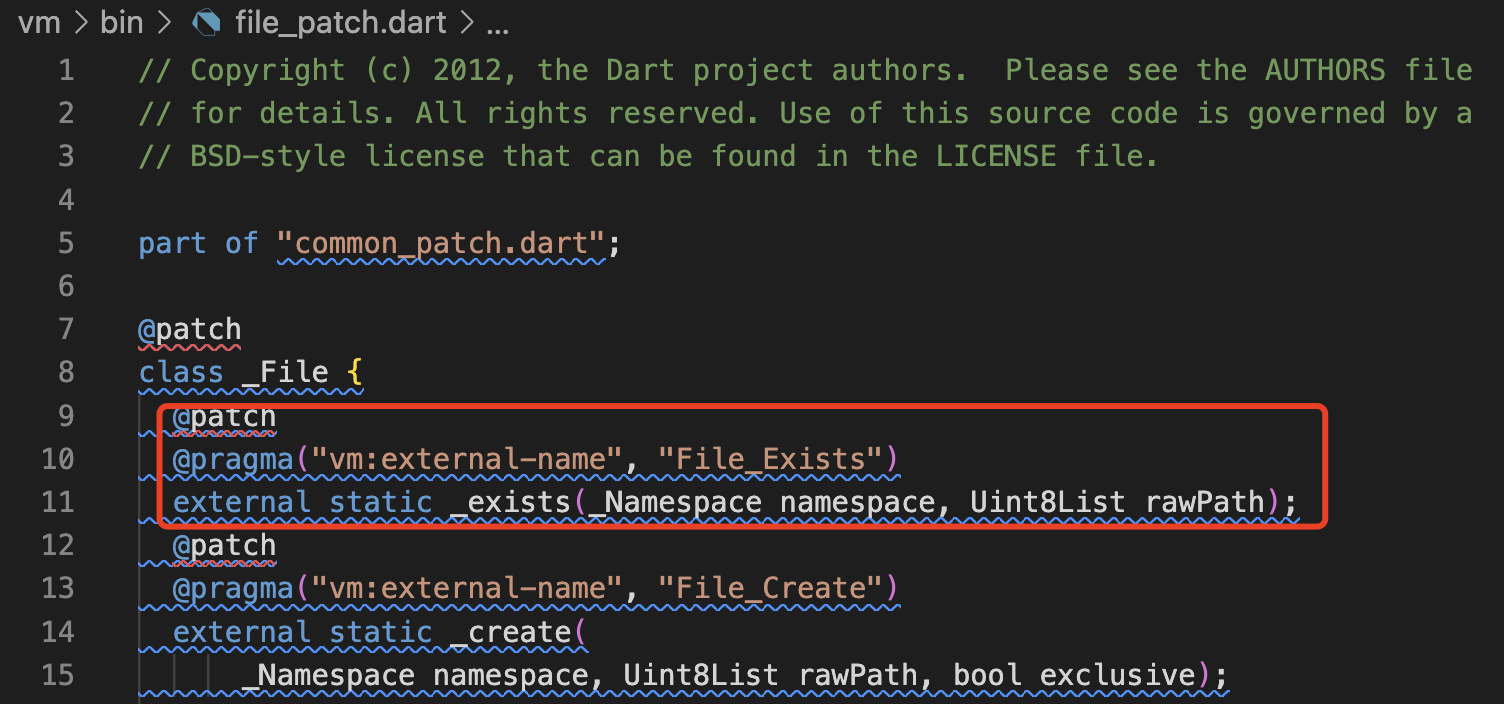 vm > bin > file_patch.dart > ...
1 // Copyright (c) 2012, the Dart project authors.  Please see the AUTHORS file
2 // for details. All rights reserved. Use of this source code is governed by a
3 // BSD-style license that can be found in the LICENSE file.
4
5 part of "common_patch.dart";
6
7 @patch
8 class _File {
9   @patch
10   @pragma("vm:external-name", "File_Exists")
11   external static _exists(_Namespace namespace, Uint8List rawPath);
12   @patch
13   @pragma("vm:external-name", "File_Create")
14   external static _create(
15       _Namespace namespace, Uint8List rawPath, bool exclusive);